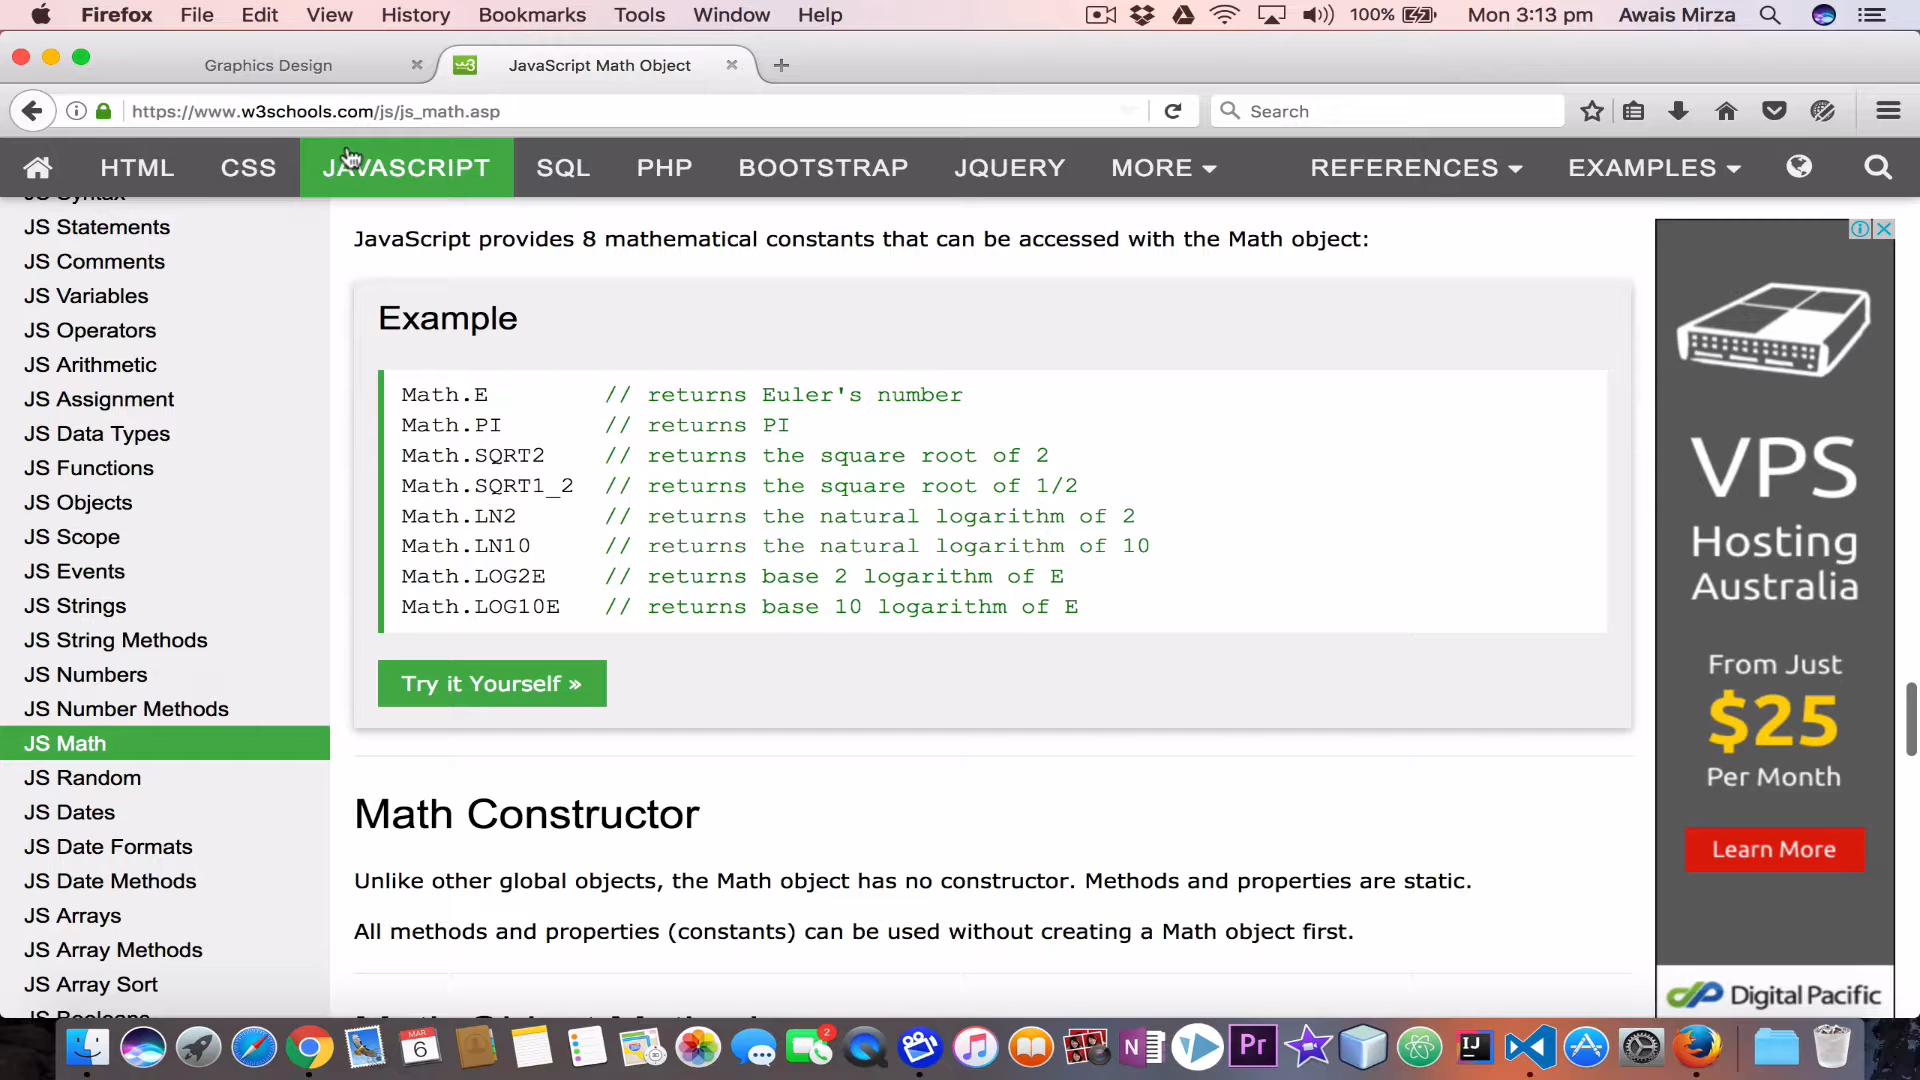 Firefox File Edit View History Bookmarks Tools Window Help 100% Mon 3:13 pm Awais Mirza
Graphics Design JavaScript Math Object
https://www.w3schools.com/js/js_math.asp Search
HTML CSS JAVASCRIPT SQL PHP BOOTSTRAP JQUERY MORE REFERENCES EXAMPLES
JS Syntax
JS Statements
JS Comments
JS Variables
JS Operators
JS Arithmetic
JS Assignment
JS Data Types
JS Functions
JS Objects
JS Scope
JS Events
JS Strings
JS String Methods
JS Numbers
JS Number Methods
JS Math
JS Random
JS Dates
JS Date Formats
JS Date Methods
JS Arrays
JS Array Methods
JS Array Sort
JavaScript provides 8 mathematical constants that can be accessed with the Math object:
Example
Math.E // returns Euler's number
Math.PI // returns PI
Math.SQRT2 // returns the square root of 2
Math.SQRT1_2 // returns the square root of 1/2
Math.LN2 // returns the natural logarithm of 2
Math.LN10 // returns the natural logarithm of 10
Math.LOG2E // returns base 2 logarithm of E
Math.LOG10E // returns base 10 logarithm of E
Try it Yourself »
Math Constructor
Unlike other global objects, the Math object has no constructor. Methods and properties are static.
All methods and properties (constants) can be used without creating a Math object first.
VPS
Hosting
Australia
From Just
$25
Per Month
Learn More
Digital Pacific
MAR
6
2
N
Pr
IJ